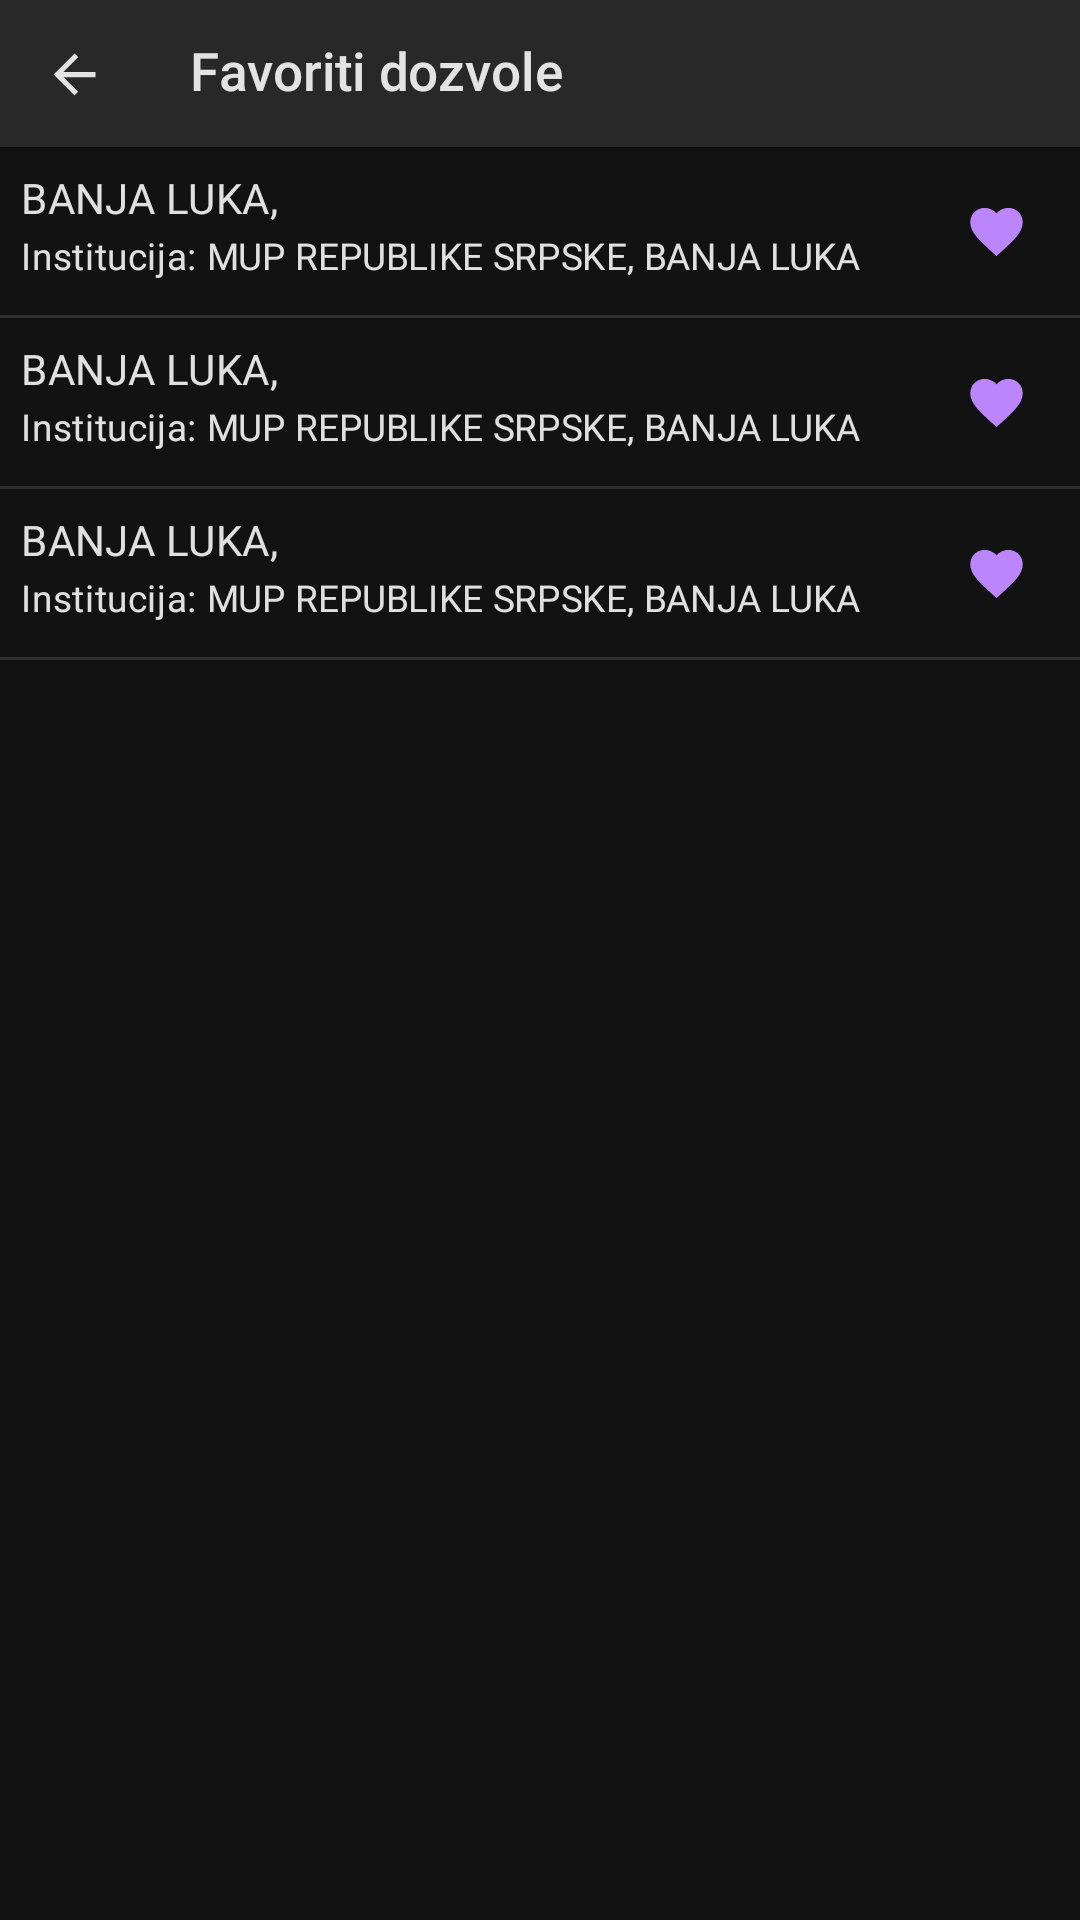 Favoriti dozvole
BANJA LUKA,
Institucija: MUP REPUBLIKE SRPSKE, BANJA LUKA
BANJA LUKA,
Institucija: MUP REPUBLIKE SRPSKE, BANJA LUKA
BANJA LUKA,
Institucija: MUP REPUBLIKE SRPSKE, BANJA LUKA